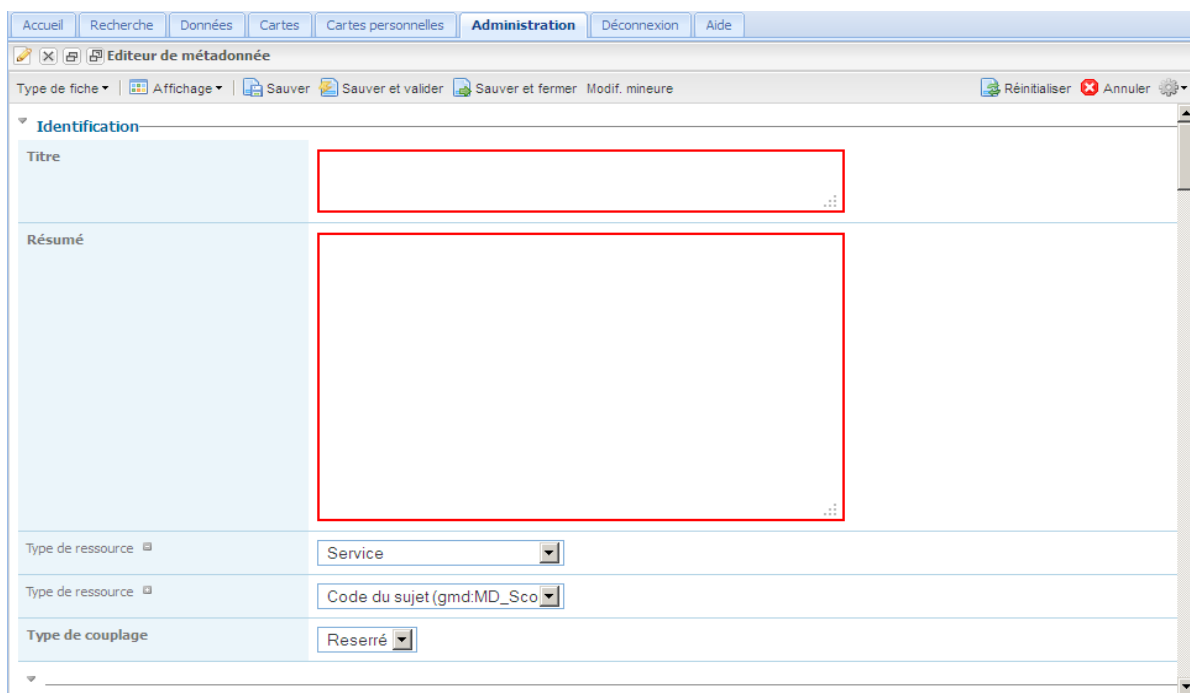 Accueil Recherche Données Cartes Cartes personnelles Administration Déconnexion Aide
Editeur de métadonnée
Type de fiche Affichage Sauver Sauver et valider Sauver et fermer Modif. mineure Réinitialiser Annuler
Identification
Titre
Résumé
Type de ressource Service
Type de ressource Code du sujet (gmd:MD_Sco
Type de couplage Reserré